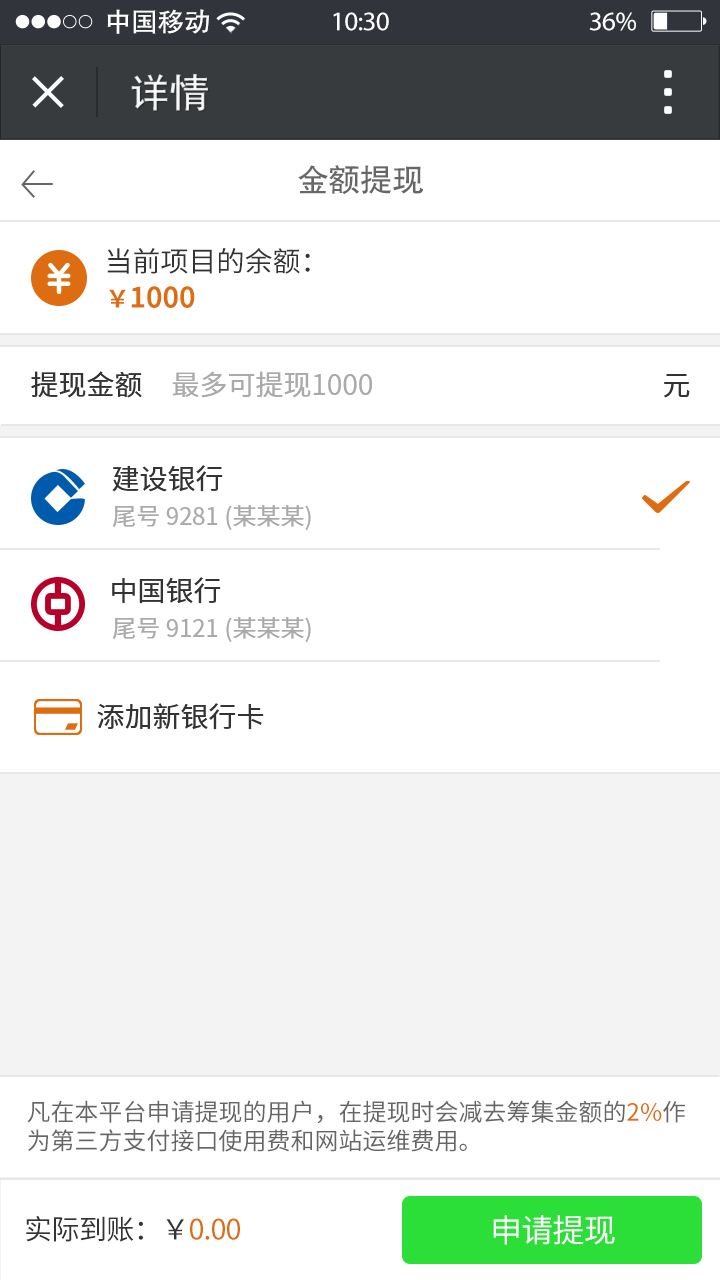 中国移动 10:30 36%
详情
金额提现
当前项目的余额：
¥1000
提现金额 最多可提现1000 元
建设银行
尾号 9281 (某某某)
中国银行
尾号 9121 (某某某)
添加新银行卡
凡在本平台申请提现的用户，在提现时会减去筹集金额的2%作
为第三方支付接口使用费和网站运维费用。
实际到账：¥0.00 申请提现